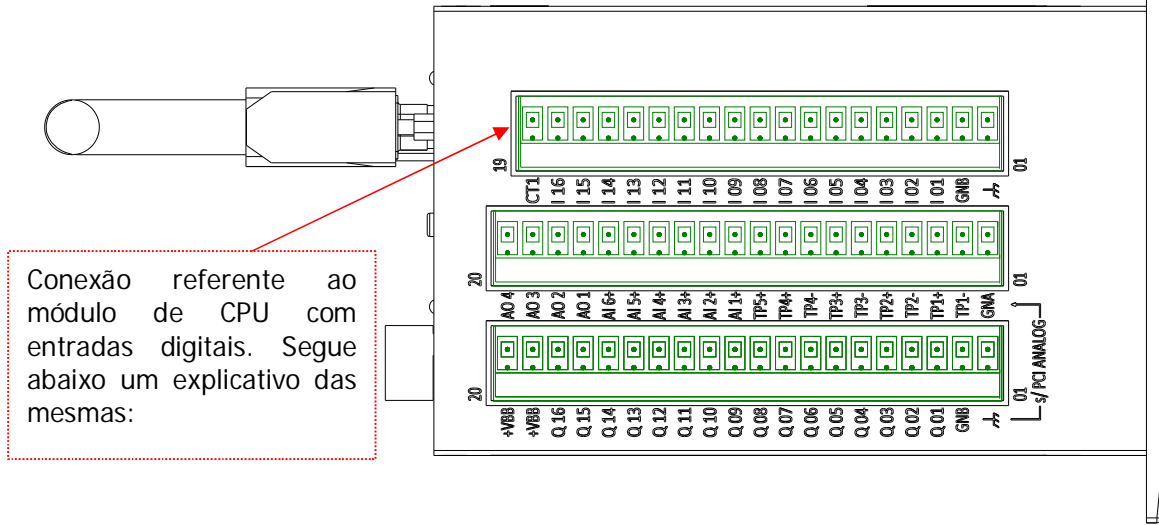 19
01
CT1
I 16
I 15
I 14
I 13
I 12
I 11
I 10
I 09
I 08
I 07
I 06
I 05
I 04
I 03
I 02
I 01
GNB
20
01
AO 4
AO 3
AO 2
AO 1
AI 6+
AI 5+
AI 4+
AI 3+
AI 2+
AI 1+
TP5+
TP4+
TP4-
TP3+
TP3-
TP2+
TP2-
TP1+
TP1-
GNA
20
01
+VBB
+VBB
Q 16
Q 15
Q 14
Q 13
Q 12
Q 11
Q 10
Q 09
Q 08
Q 07
Q 06
Q 05
Q 04
Q 03
Q 02
Q 01
GNB
s/ PCI ANALOG
Conexão referente ao
módulo de CPU com
entradas digitais. Segue
abaixo um explicativo das
mesmas: